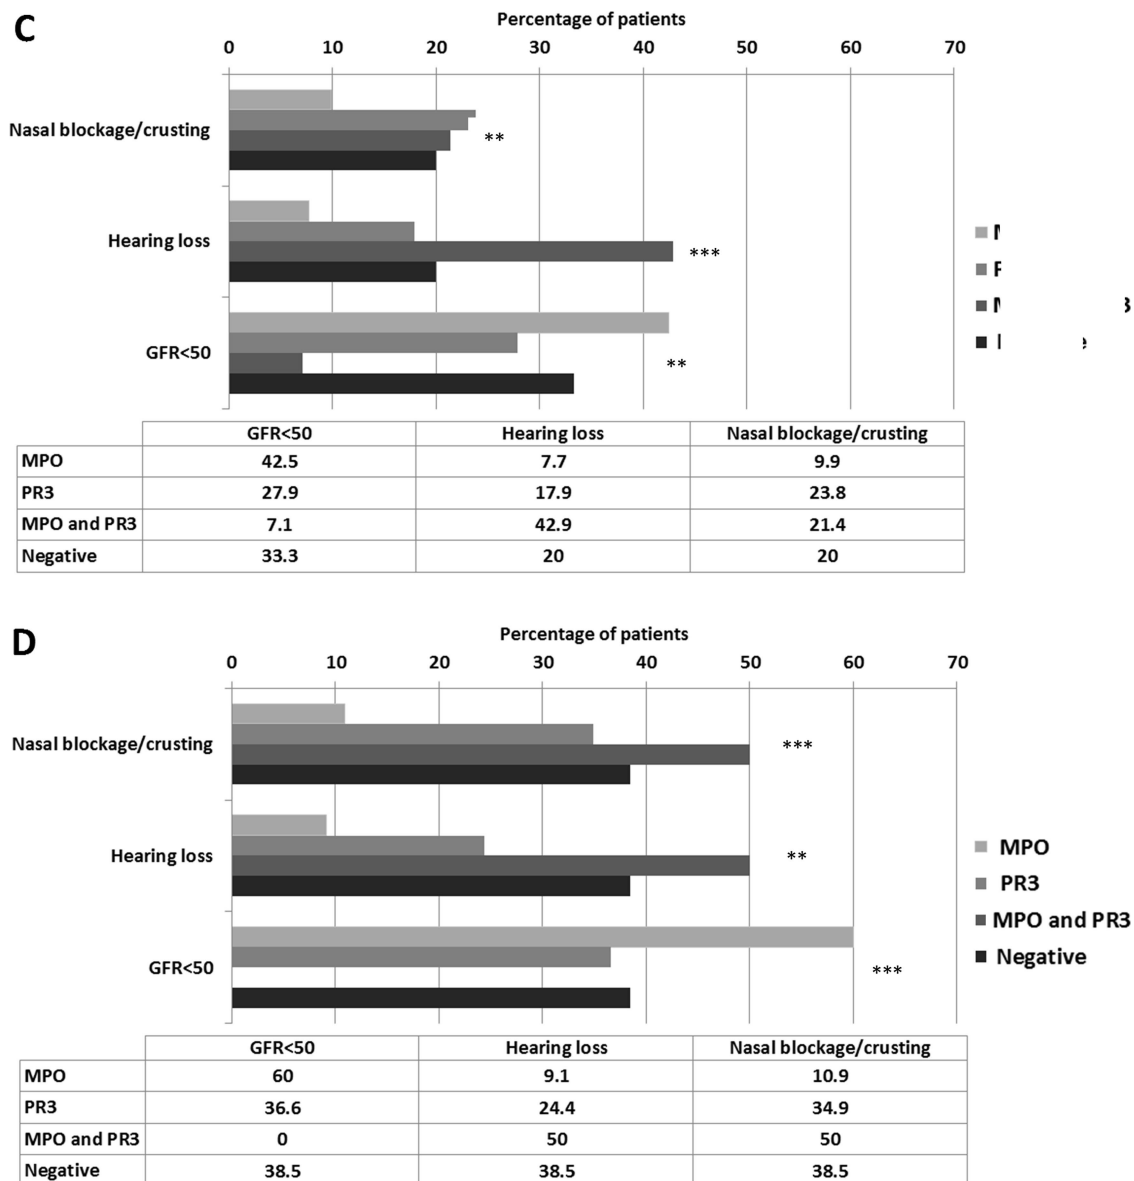 C
Percentage of patients
0 10 20 30 40 50 60 70
Nasal blockage/crusting
**
Hearing loss
***
GFR<50
**
3
GFR<50 Hearing loss Nasal blockage/crusting
MPO 42.5 7.7 9.9
PR3 27.9 17.9 23.8
MPO and PR3 7.1 42.9 21.4
Negative 33.3 20 20
D
Percentage of patients
0 10 20 30 40 50 60 70
Nasal blockage/crusting
***
Hearing loss
**
GFR<50
***
MPO
PR3
MPO and PR3
Negative
GFR<50 Hearing loss Nasal blockage/crusting
MPO 60 9.1 10.9
PR3 36.6 24.4 34.9
MPO and PR3 0 50 50
Negative 38.5 38.5 38.5